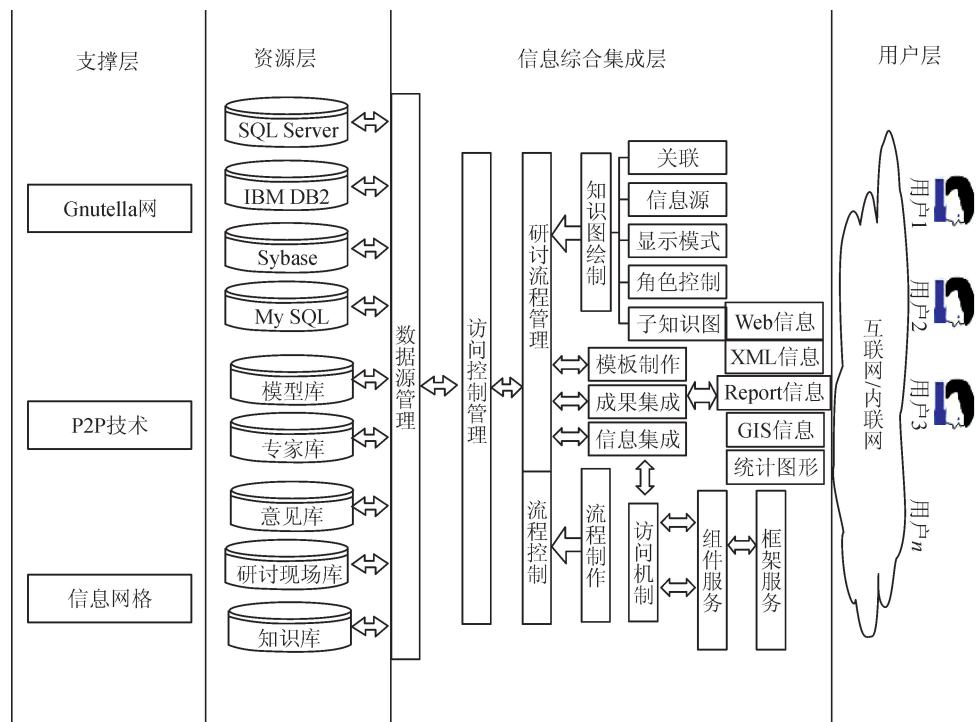 支撑层
资源层
信息综合集成层
用户层
Gnutella网
P2P技术
信息网格
SQL Server
IBM DB2
Sybase
My SQL
模型库
专家库
意见库
研讨现场库
知识库
数据源管理
访问控制管理
研讨流程管理
流程控制
知识图绘制
关联
信息源
显示模式
角色控制
子知识图
模板制作
成果集成
信息集成
Web信息
XML信息
Report信息
GIS信息
统计图形
流程制作
访问机制
组件服务
框架服务
互联网/内联网
用户1
用户2
用户3
用户n